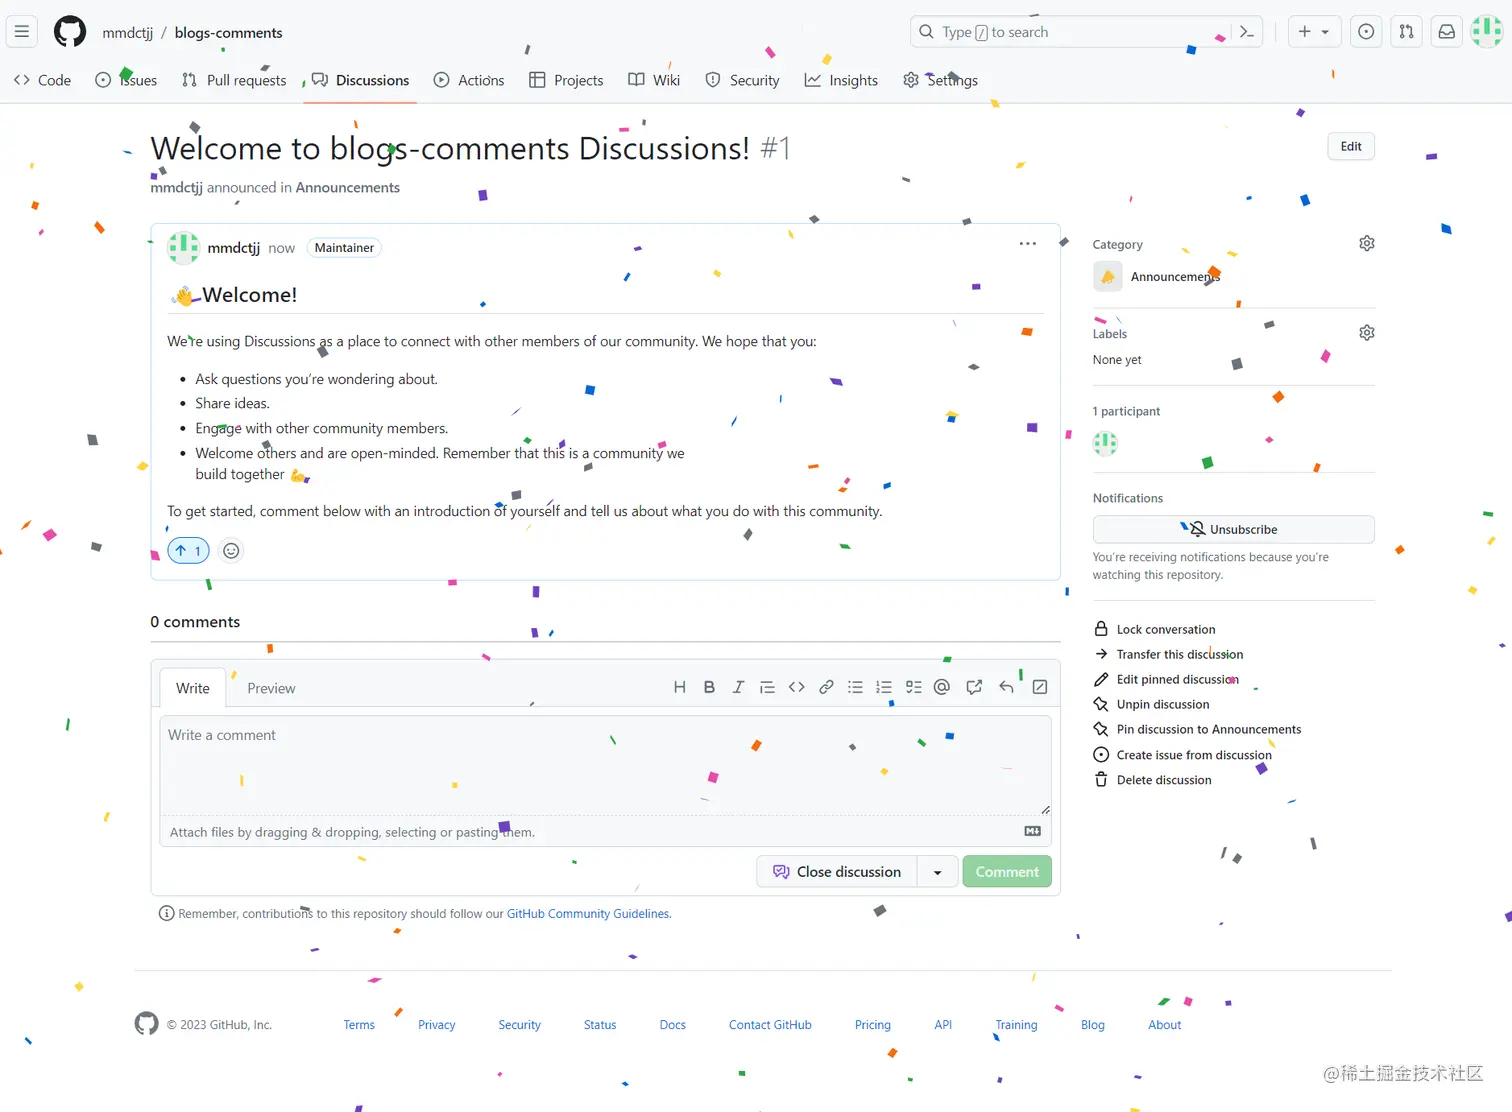 mmdctjj / blogs-comments
Type / to search
Code Issues Pull requests Discussions Actions Projects Wiki Security Insights Settings
Welcome to blogs-comments Discussions! #1
Edit
mmdctjj announced in Announcements
mmdctjj now Maintainer
👋 Welcome!
We're using Discussions as a place to connect with other members of our community. We hope that you:
• Ask questions you're wondering about.
• Share ideas.
• Engage with other community members.
• Welcome others and are open-minded. Remember that this is a community we
build together 💪
To get started, comment below with an introduction of yourself and tell us about what you do with this community.
1
0 comments
Write Preview
Write a comment
Attach files by dragging & dropping, selecting or pasting them.
Close discussion
Comment
Remember, contributions to this repository should follow our GitHub Community Guidelines.
Category
Announcements
Labels
None yet
1 participant
Notifications
Unsubscribe
You're receiving notifications because you're
watching this repository.
Lock conversation
Transfer this discussion
Edit pinned discussion
Unpin discussion
Pin discussion to Announcements
Create issue from discussion
Delete discussion
© 2023 GitHub, Inc. Terms Privacy Security Status Docs Contact GitHub Pricing API Training Blog About
@稀土掘金技术社区